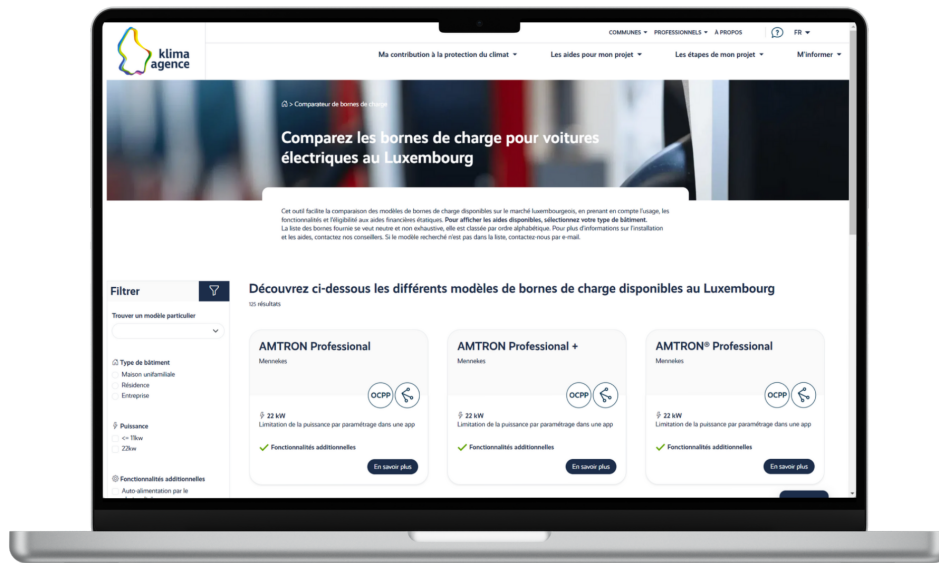 COMMUNES
PROFESSIONNELS
À PROPOS
?
FR
klima
agence
Ma contribution à la protection du climat
Les aides pour mon projet
Les étapes de mon projet
M'informer
> Comparateur de bornes de charge
Comparez les bornes de charge pour voitures
électriques au Luxembourg
Cet outil facilite la comparaison des modèles de bornes de charge disponibles sur le marché luxembourgeois, en prenant en compte l'usage, les
fonctionnalités et l'éligibilité aux aides financières étatiques. Pour afficher les aides disponibles, sélectionnez votre type de bâtiment.
La liste des bornes fournie se veut neutre et non exhaustive, elle est classée par ordre alphabétique. Pour plus d'informations sur l'installation
et les aides, contactez nos conseillers. Si le modèle recherché n'est pas dans la liste, contactez-nous par e-mail.
Filtrer
Trouver un modèle particulier
Type de bâtiment
Maison unifamiliale
Résidence
Entreprise
Puissance
<= 11kw
22kw
Fonctionnalités additionnelles
Auto-alimentation par le
Découvrez ci-dessous les différents modèles de bornes de charge disponibles au Luxembourg
125 résultats
AMTRON Professional
Mennekes
OCPP
22 kW
Limitation de la puissance par paramétrage dans une app
Fonctionnalités additionnelles
En savoir plus
AMTRON Professional +
Mennekes
OCPP
22 kW
Limitation de la puissance par paramétrage dans une app
Fonctionnalités additionnelles
En savoir plus
AMTRON® Professional
Mennekes
OCPP
22 kW
Limitation de la puissance par paramétrage dans une app
Fonctionnalités additionnelles
En savoir plus